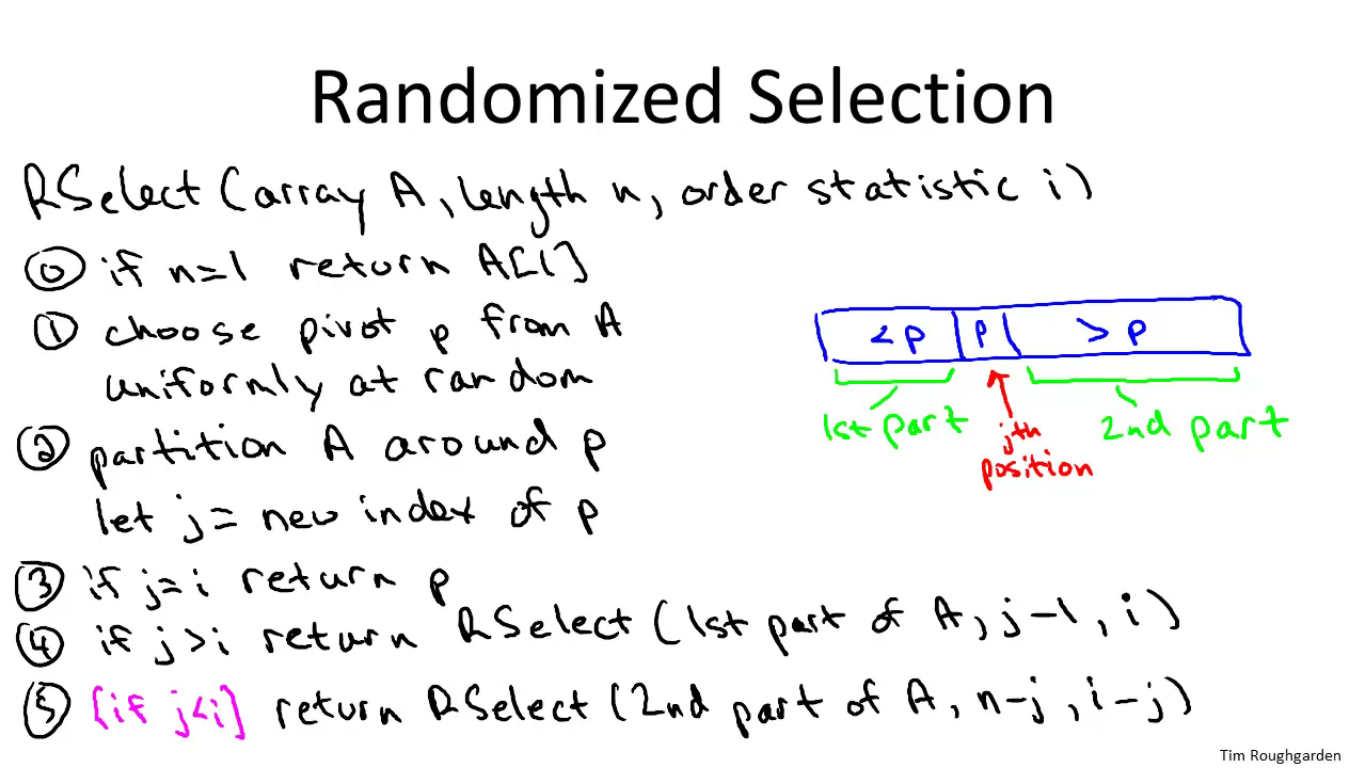 Randomized Selection
RSelect (array A, length n, order statistic i)
⓪ if n=1 return A[1]
① choose pivot p from A
uniformly at random
② partition A around p
let j = new index of p
③ if j=i return p
④ if j>i return RSelect (1st part of A, j-1, i)
⑤ [if j<i] return RSelect (2nd part of A, n-j, i-j)
<p p >p
1st part
jth
position
2nd part
Tim Roughgarden